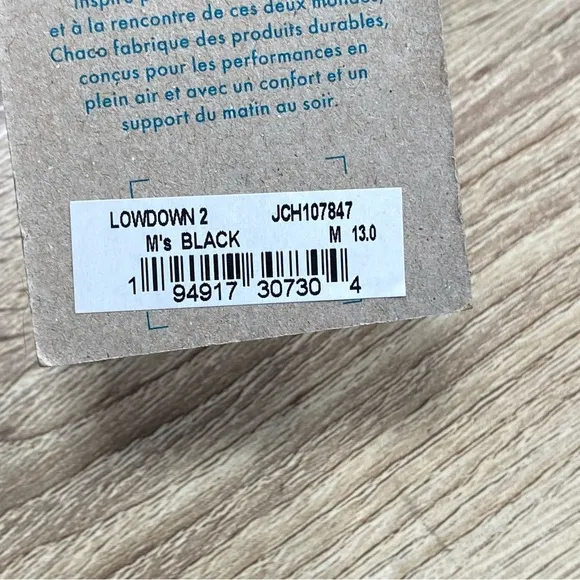 et à la rencontre de ces deux mondes,
Chaco fabrique des produits durables,
conçus pour les performances en
plein air et avec un confort et un
support du matin au soir.
LOWDOWN 2 JCH107847
M's BLACK M 13.0
1 94917 30730 4